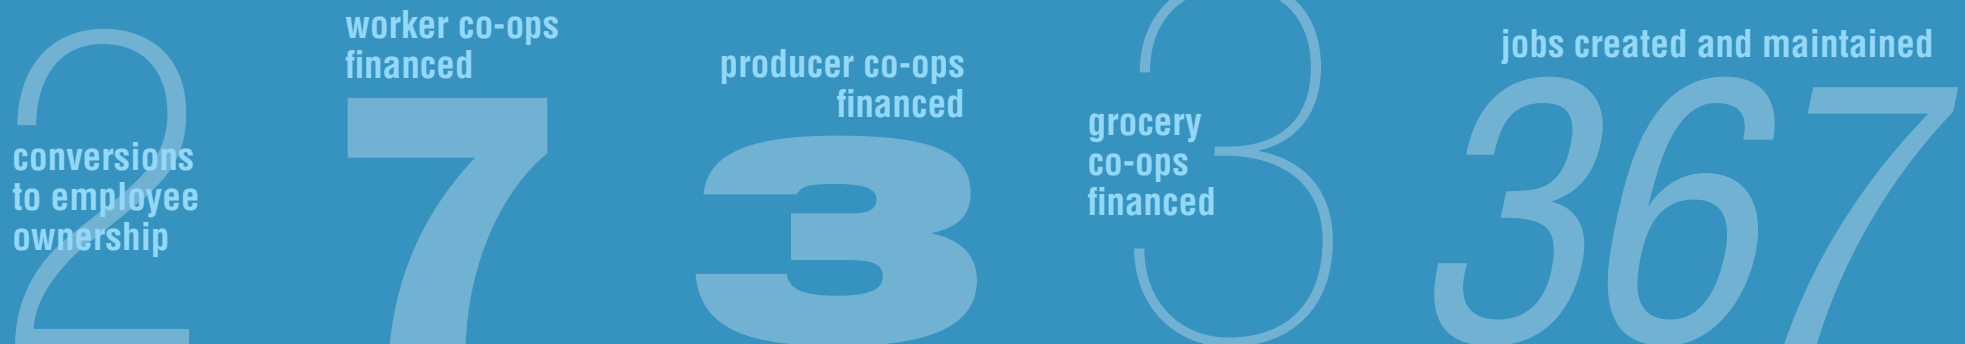 2
conversions
to employee
ownership
worker co-ops
financed
7
producer co-ops
financed
3
grocery
co-ops
financed
3
jobs created and maintained
367